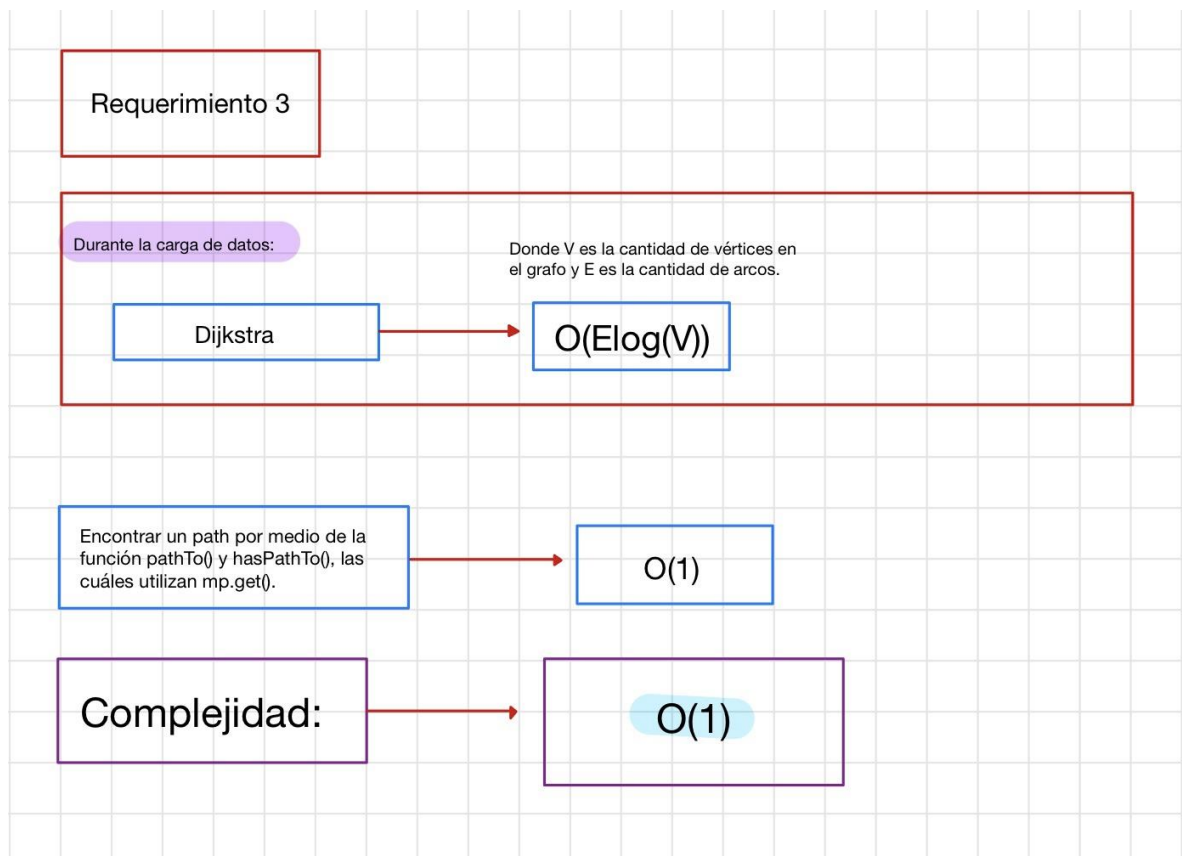 Requerimiento 3
Durante la carga de datos:
Donde V es la cantidad de vértices en
el grafo y E es la cantidad de arcos.
Dijkstra
O(Elog(V))
Encontrar un path por medio de la
función pathTo() y hasPathTo(), las
cuáles utilizan mp.get().
O(1)
Complejidad:
O(1)